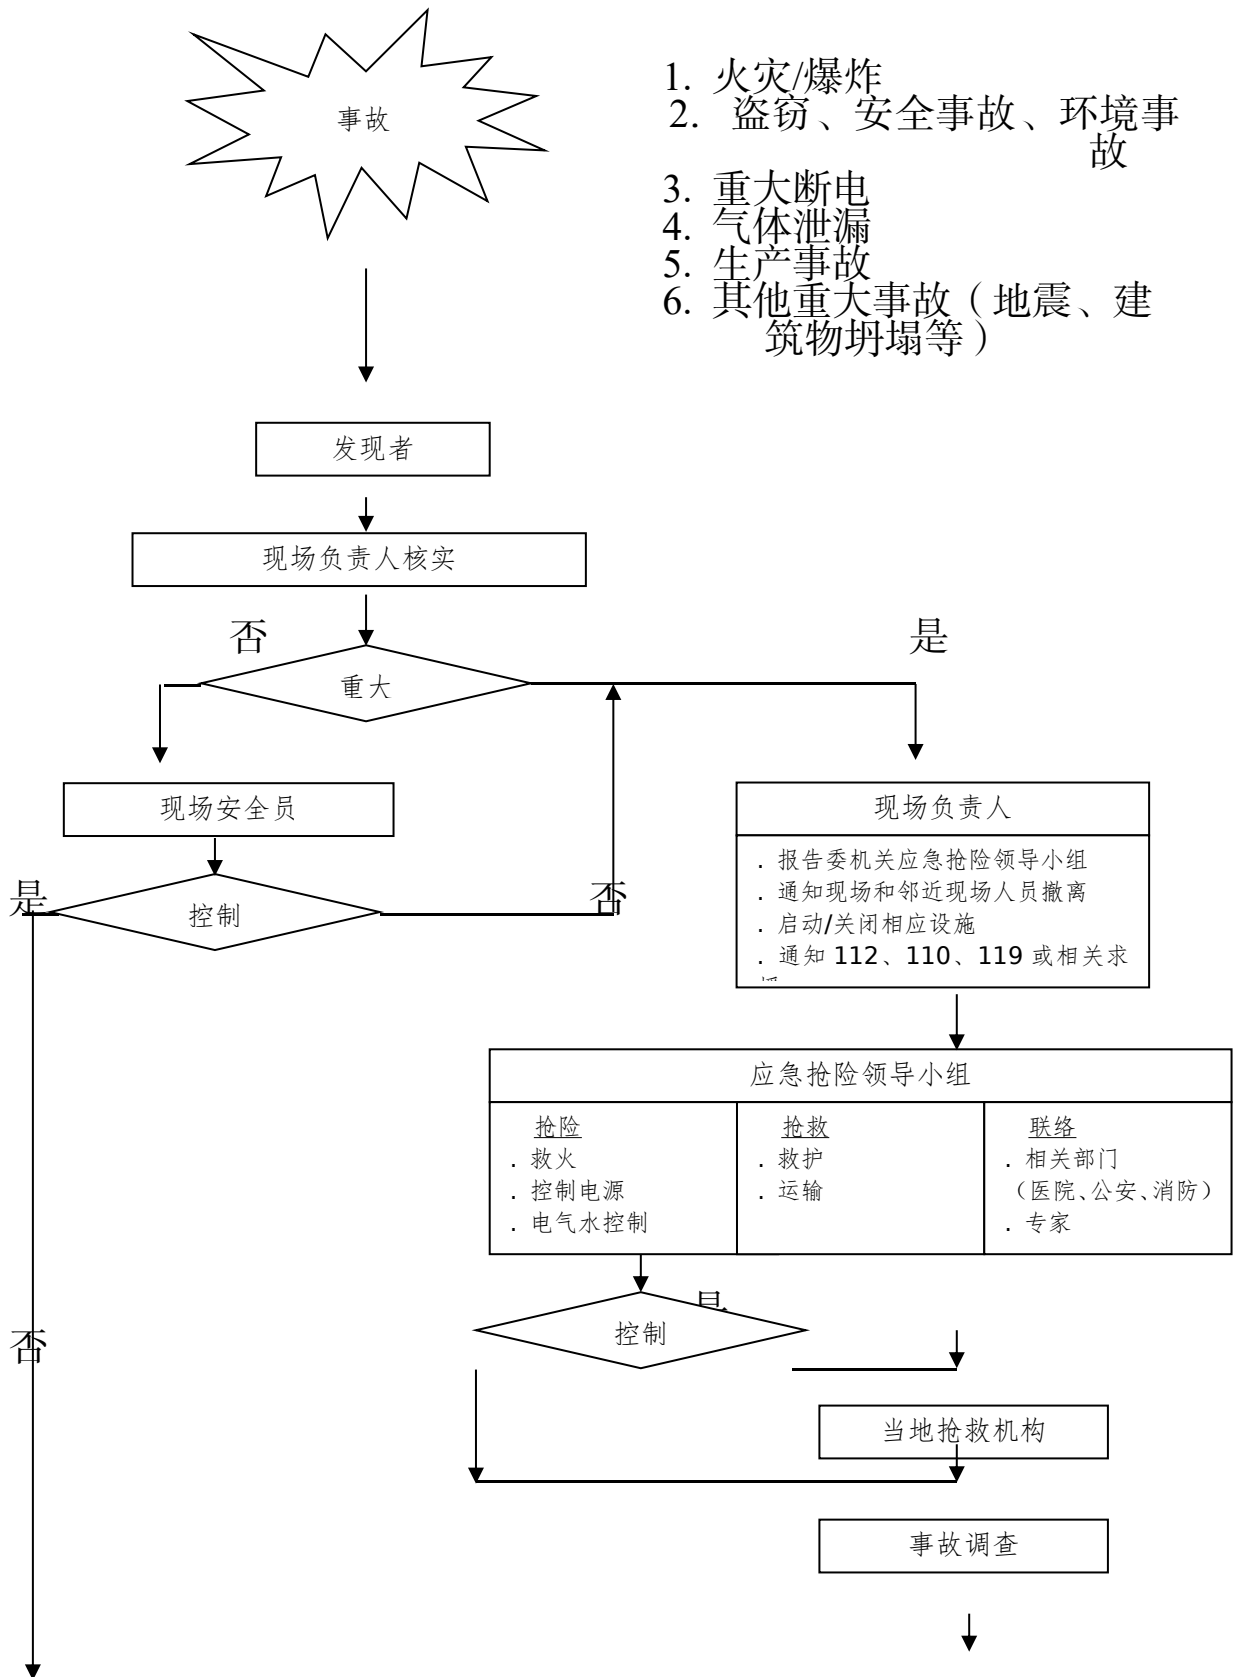 事故
1. 火灾/爆炸
2. 盗窃、安全事故、环境事
故
3. 重大断电
4. 气体泄漏
5. 生产事故
6. 其他重大事故（地震、建
筑物坍塌等）
发现者
现场负责人核实
否
是
重大
现场安全员
现场负责人
. 报告委机关应急抢险领导小组
. 通知现场和邻近现场人员撤离
. 启动/关闭相应设施
. 通知 112、110、119 或相关求
是
控制
否
应急抢险领导小组
抢险
. 救火
. 控制电源
. 电气水控制
抢救
. 救护
. 运输
联络
. 相关部门
（医院、公安、消防）
. 专家
控制
否
当地抢救机构
事故调查